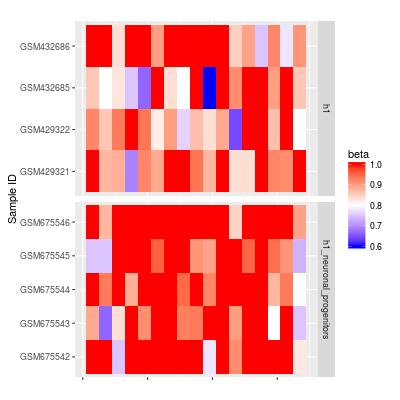 GSM432686
GSM432685
GSM429322
GSM429321
h1
GSM675546
GSM675545
GSM675544
GSM675543
GSM675542
h1_neuronal_progenitors
Sample ID
beta
1.0
0.9
0.8
0.7
0.6